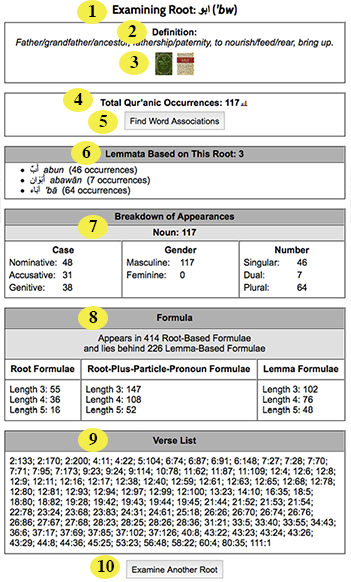 1 Examining Root: ابو ('bw)
2 Definition:
Father/grandfather/ancestor, fathership/paternity, to nourish/feed/rear, bring up.
3
4 Total Qur'anic Occurrences: 117
5 Find Word Associations
6 Lemmata Based on This Root: 3
• أَبٌ abun (46 occurrences)
• أَبَوَان abawān (7 occurrences)
• آبَاء 'bā (64 occurrences)
Breakdown of Appearances
7 Noun: 117
Case Gender Number
Nominative: 48 Masculine: 117 Singular: 46
Accusative: 31 Feminine: 0 Dual: 7
Genitive: 38 Plural: 64
8 Formula
Appears in 414 Root-Based Formulae
and lies behind 226 Lemma-Based Formulae
Root Formulae Root-Plus-Particle-Pronoun Formulae Lemma Formulae
Length 3: 55 Length 3: 147 Length 3: 102
Length 4: 36 Length 4: 108 Length 4: 76
Length 5: 16 Length 5: 52 Length 5: 48
9 Verse List
2:133; 2:170; 2:200; 4:11; 4:22; 5:104; 6:74; 6:87; 6:91; 6:148; 7:27; 7:28; 7:70;
7:71; 7:95; 7:173; 9:23; 9:24; 9:114; 10:78; 11:62; 11:87; 11:109; 12:4; 12:6; 12:8;
12:9; 12:11; 12:16; 12:17; 12:38; 12:40; 12:59; 12:61; 12:63; 12:65; 12:68; 12:78;
12:80; 12:81; 12:93; 12:94; 12:97; 12:99; 12:100; 13:23; 14:10; 16:35; 18:5;
18:80; 18:82; 19:28; 19:42; 19:43; 19:44; 19:45; 21:44; 21:52; 21:53; 21:54;
22:78; 23:24; 23:68; 23:83; 24:31; 24:61; 25:18; 26:26; 26:70; 26:74; 26:76;
26:86; 27:67; 27:68; 28:23; 28:25; 28:26; 28:36; 31:21; 33:5; 33:40; 33:55; 34:43;
36:6; 37:17; 37:69; 37:85; 37:102; 37:126; 40:8; 43:22; 43:23; 43:24; 43:26;
43:29; 44:8; 44:36; 45:25; 53:23; 56:48; 58:22; 60:4; 80:35; 111:1
10 Examine Another Root